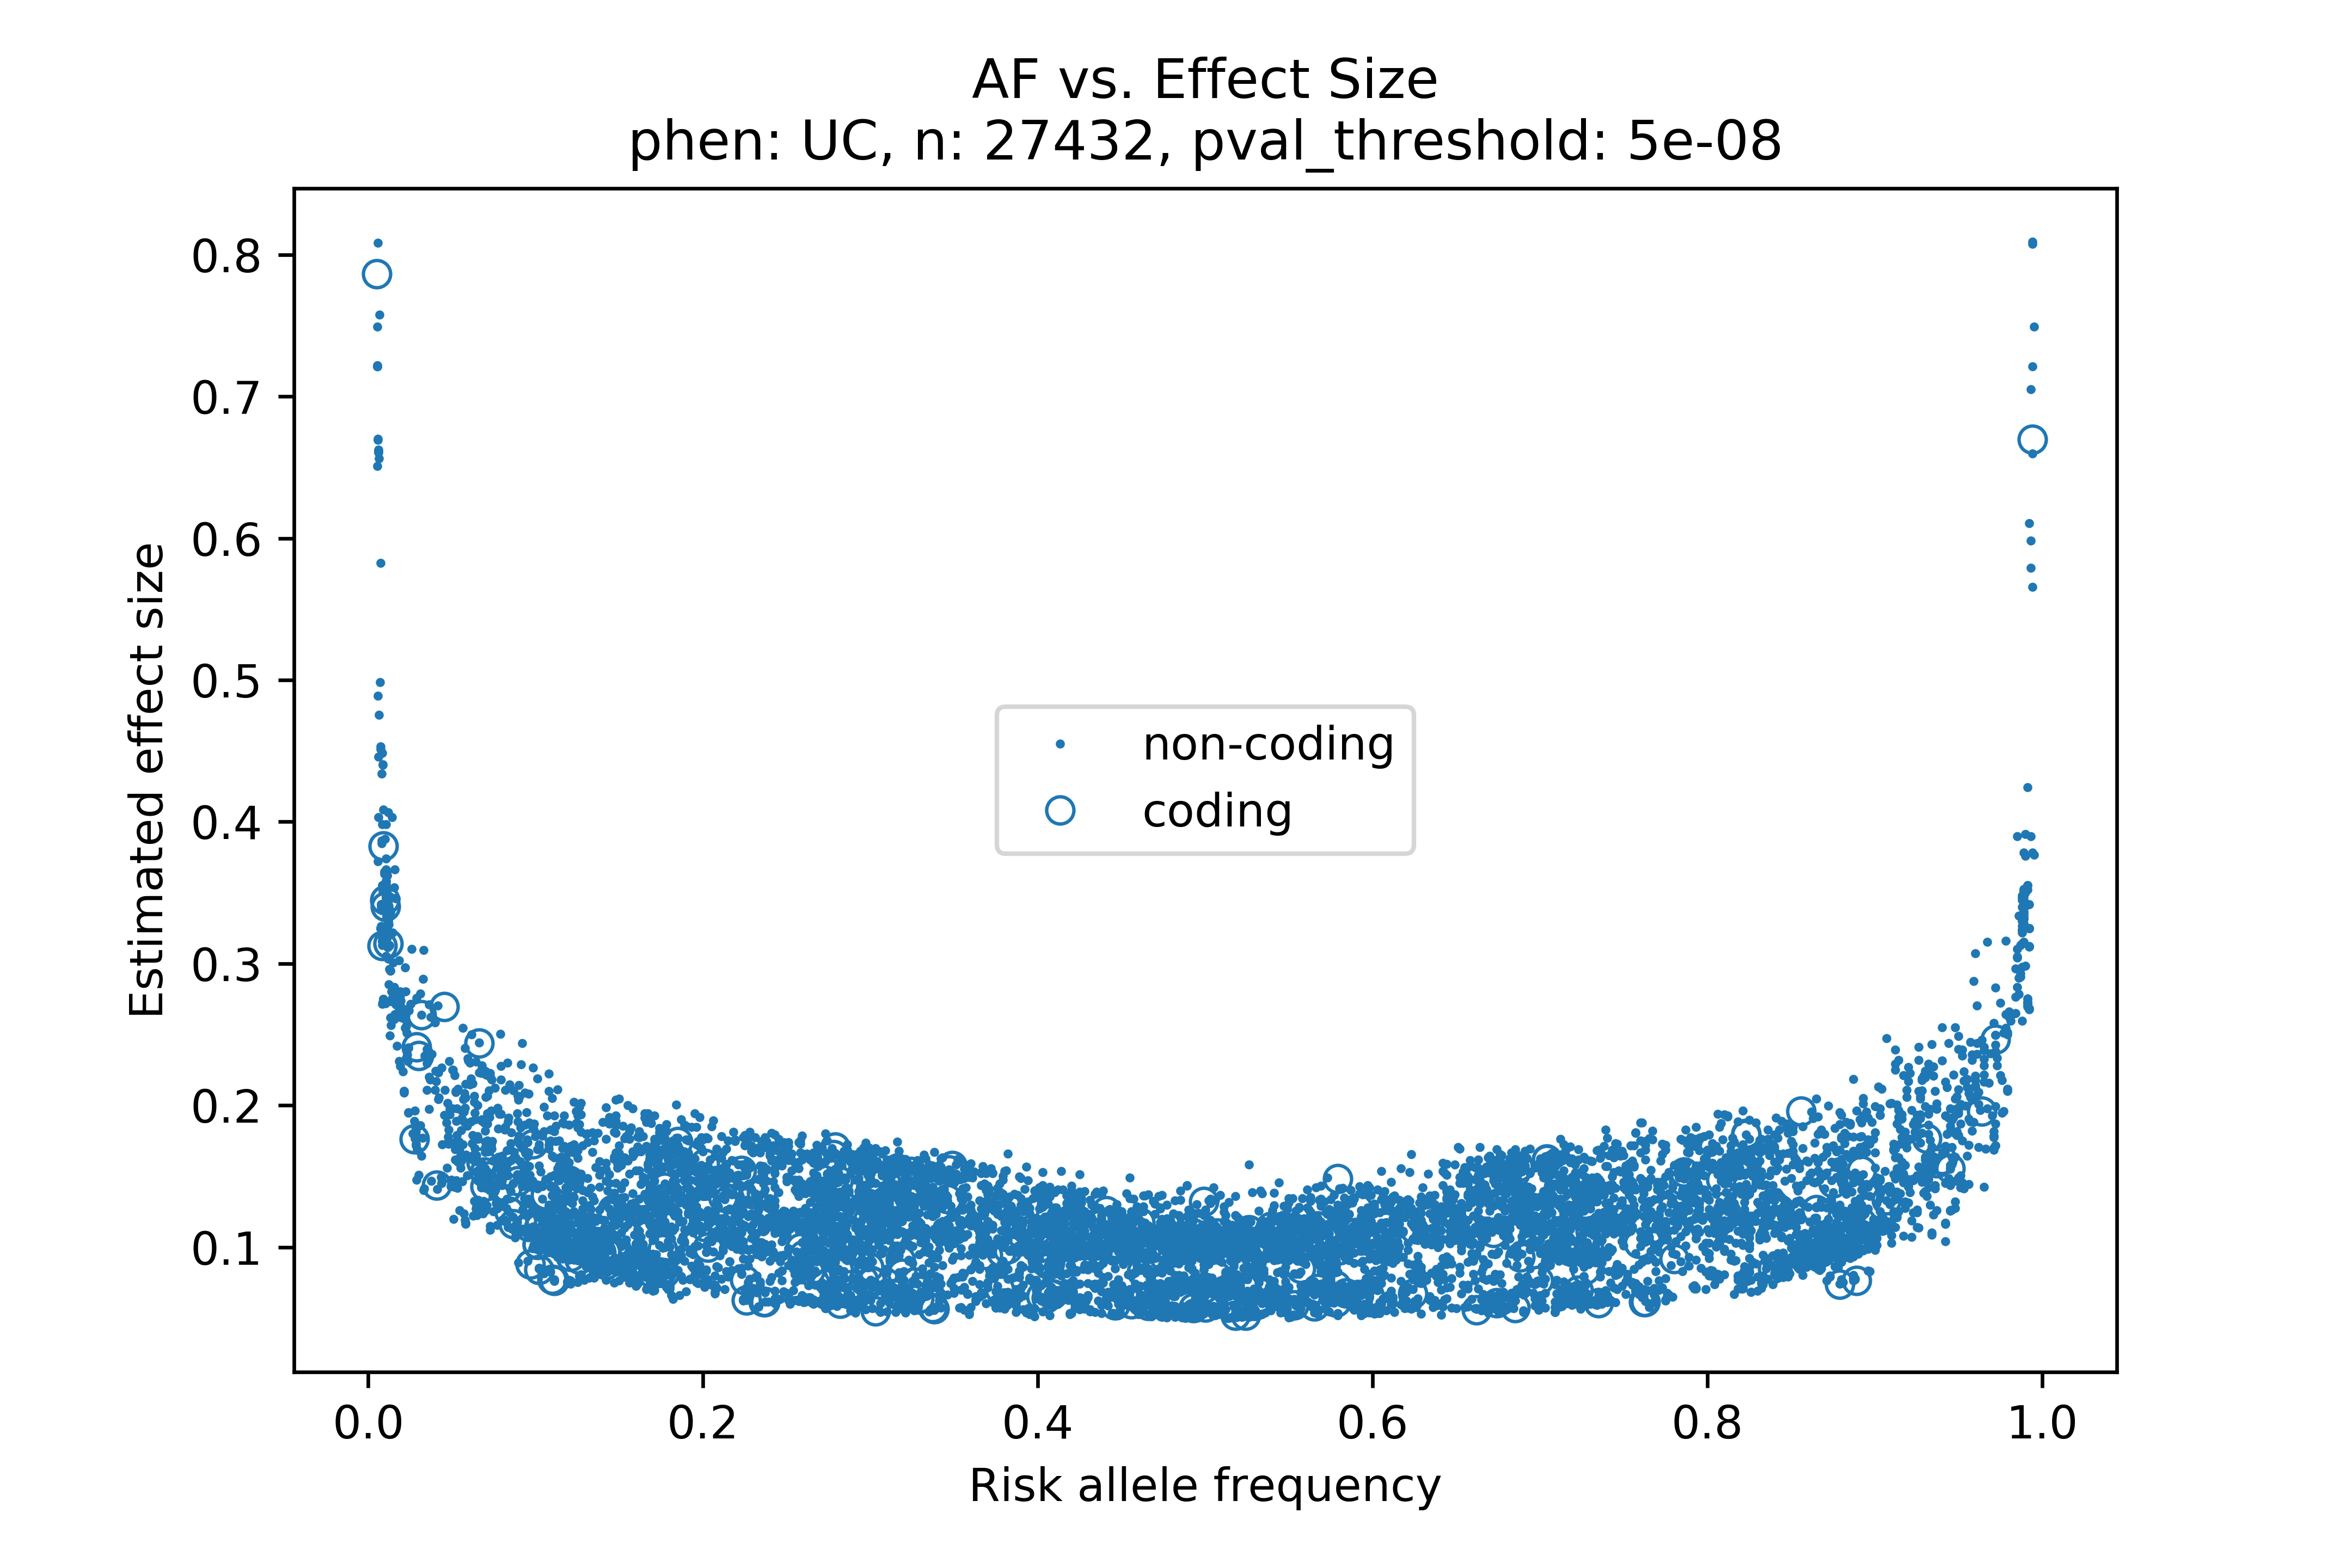 AF vs. Effect Size
phen: UC, n: 27432, pval_threshold: 5e-08
0.8
0.7
0.6
0.5
0.4
0.3
0.2
0.1
Estimated effect size
non-coding
coding
0.0 0.2 0.4 0.6 0.8 1.0
Risk allele frequency